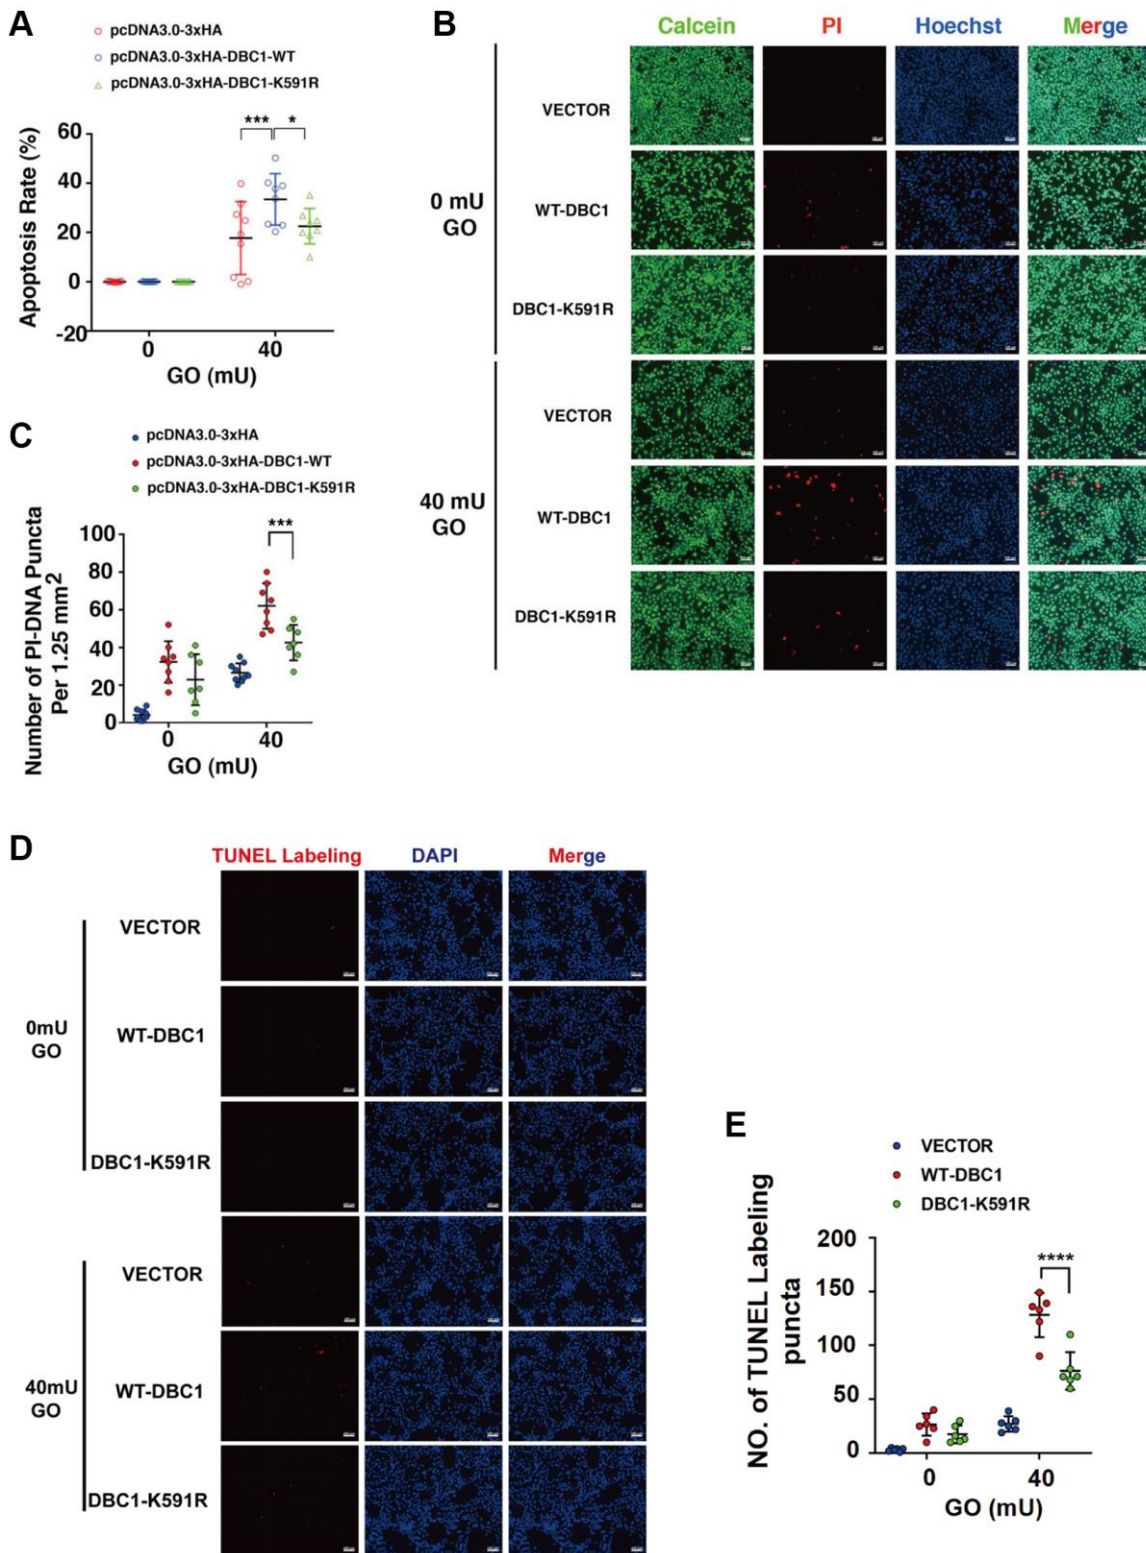 A
pcDNA3.0-3xHA
pcDNA3.0-3xHA-DBC1-WT
pcDNA3.0-3xHA-DBC1-K591R
Apoptosis Rate (%)
60
40
20
0
-20
***
*
0
40
GO (mU)
B
Calcein
PI
Hoechst
Merge
0 mU
GO
VECTOR
WT-DBC1
DBC1-K591R
40 mU
GO
VECTOR
WT-DBC1
DBC1-K591R
C
pcDNA3.0-3xHA
pcDNA3.0-3xHA-DBC1-WT
pcDNA3.0-3xHA-DBC1-K591R
Number of PI-DNA Puncta
Per 1.25 mm²
100
80
60
40
20
0
***
0
40
GO (mU)
D
TUNEL Labeling
DAPI
Merge
0mU
GO
VECTOR
WT-DBC1
DBC1-K591R
40mU
GO
VECTOR
WT-DBC1
DBC1-K591R
E
VECTOR
WT-DBC1
DBC1-K591R
NO. of TUNEL Labeling
puncta
200
150
100
50
0
****
0
40
GO (mU)